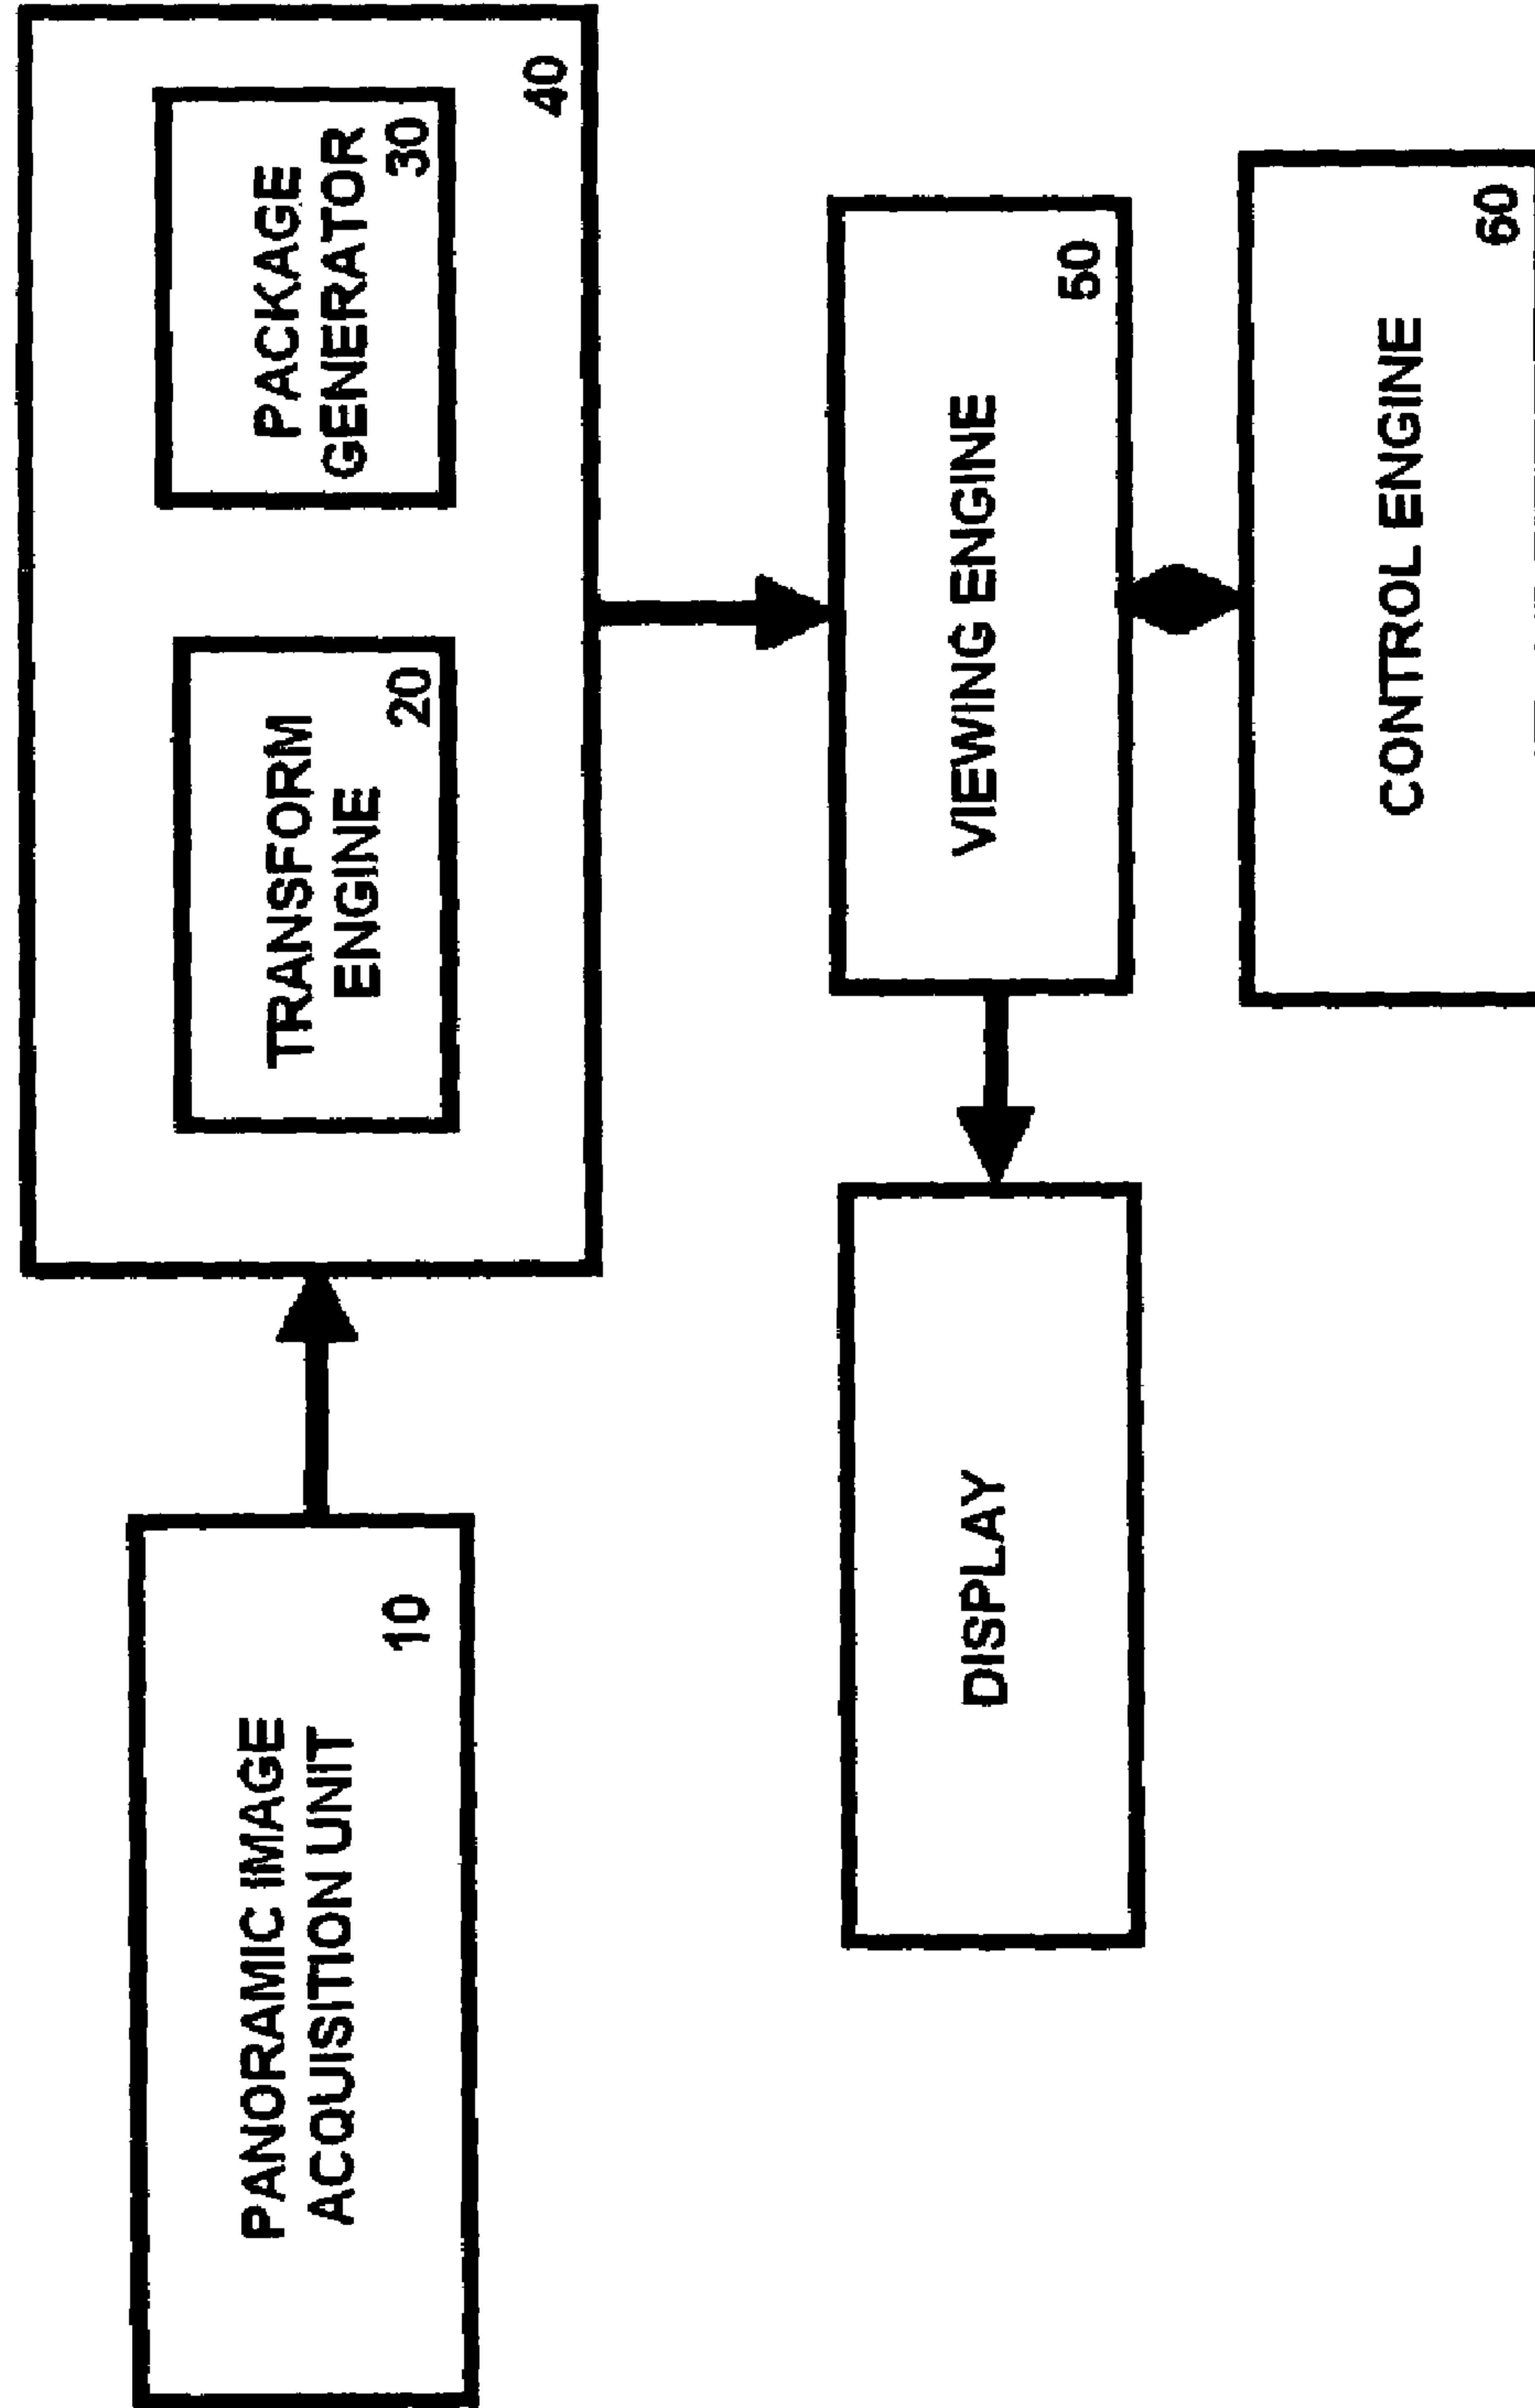 PANORAMIC IMAGE
ACQUISITION UNIT
10
TRANSFORM
ENGINE
20
PACKAGE
GENERATOR
30
40
DISPLAY
VIEWING ENGINE
50
CONTROL ENGINE
60